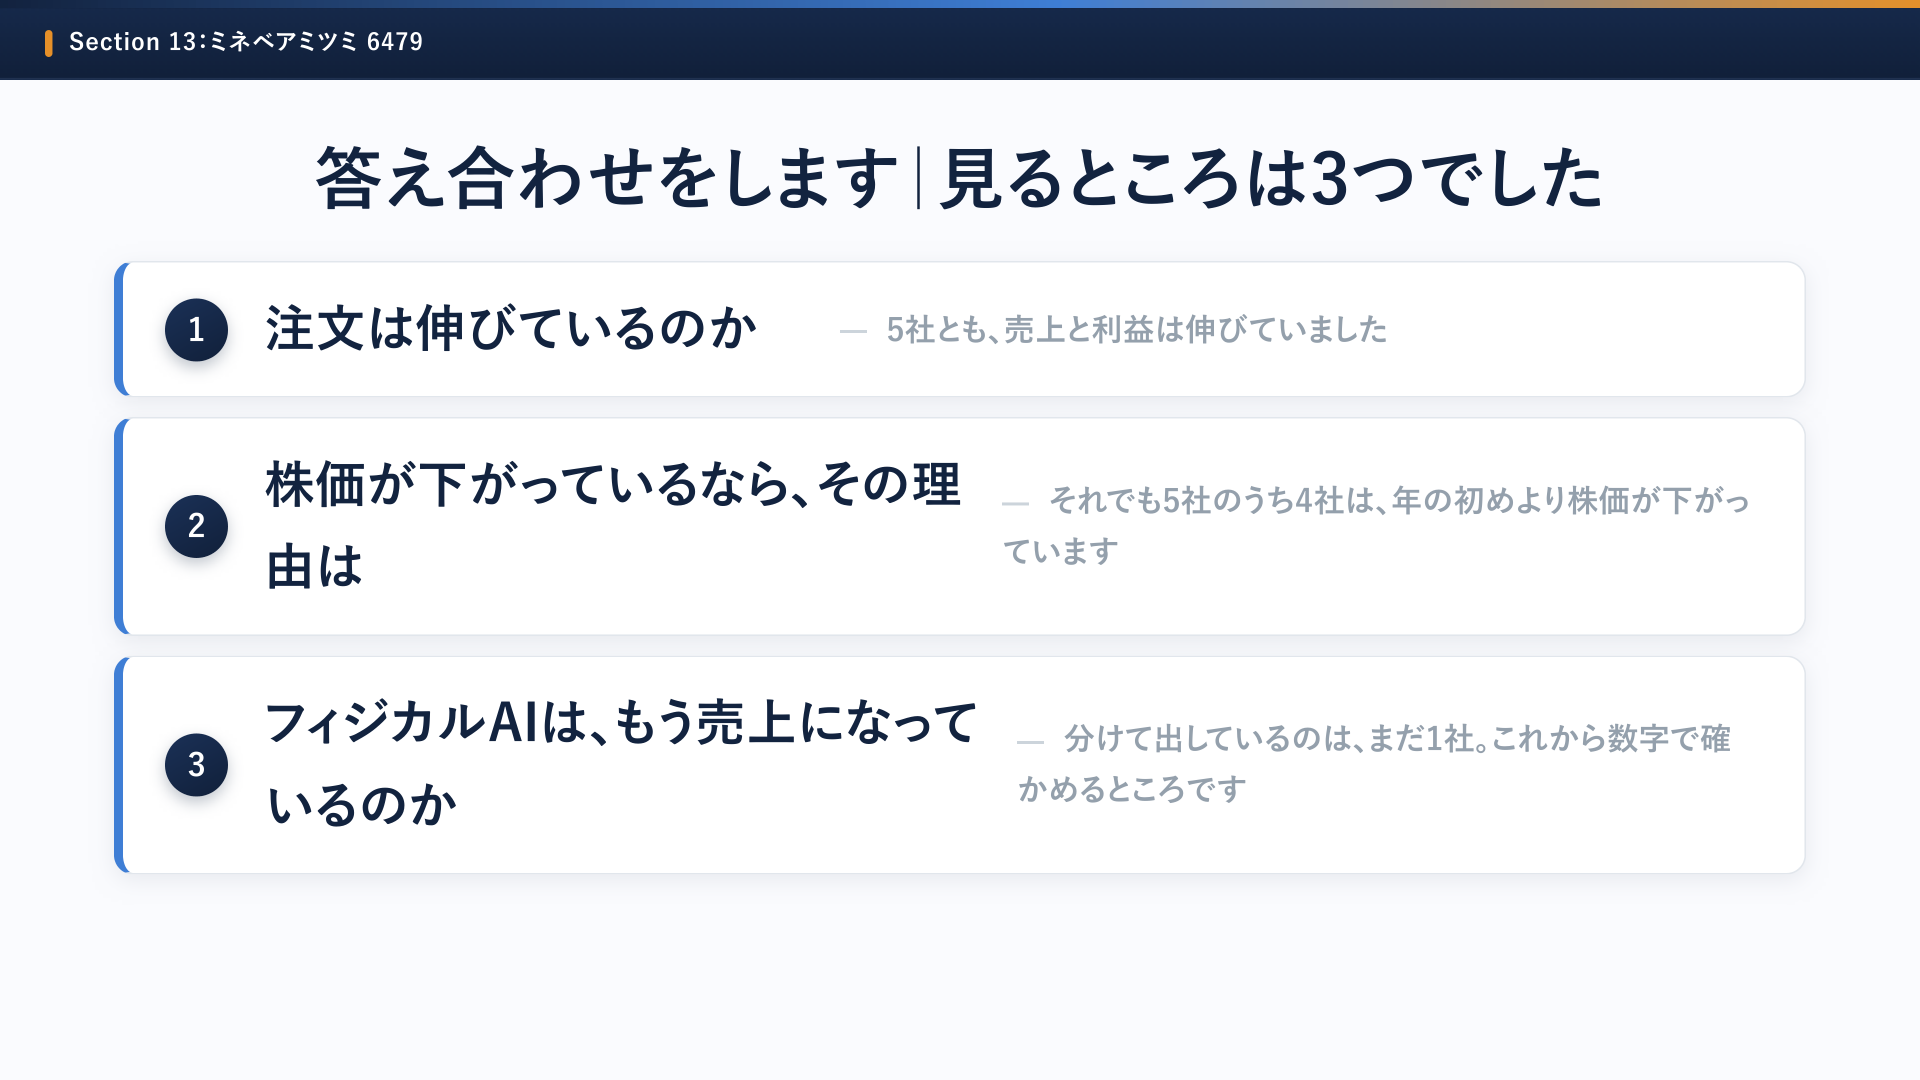 Section 13：ミネベアミツミ 6479
答え合わせをします｜見るところは3つでした
1 注文は伸びているのか — 5社とも、売上と利益は伸びていました
2 株価が下がっているなら、その理
由は
— それでも5社のうち4社は、年の初めより株価が下がっ
ています
3 フィジカルAIは、もう売上になって
いるのか
— 分けて出しているのは、まだ1社。これから数字で確
かめるところです